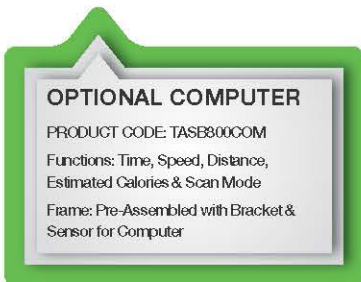 OPTIONAL COMPUTER
PRODUCT CODE: TASB800COM
Functions: Time, Speed, Distance,
Estimated Calories & Scan Mode
Frame: Pre-Assembled with Bracket &
Sensor for Computer